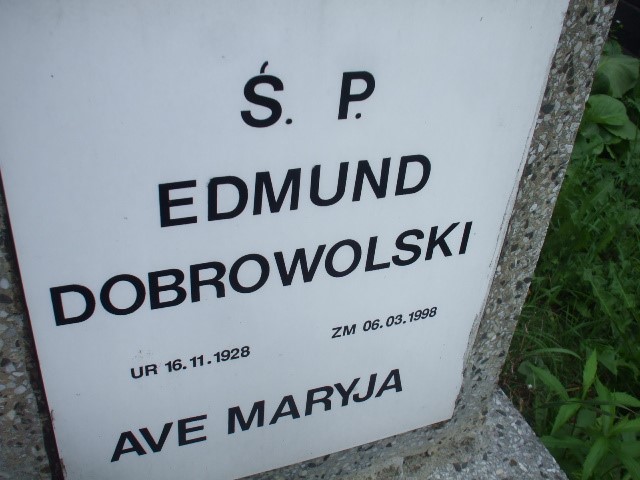 Ś. P.
EDMUND
DOBROWOLSKI
UR 16.11.1928 ZM 06.03.1998
AVE MARYJA